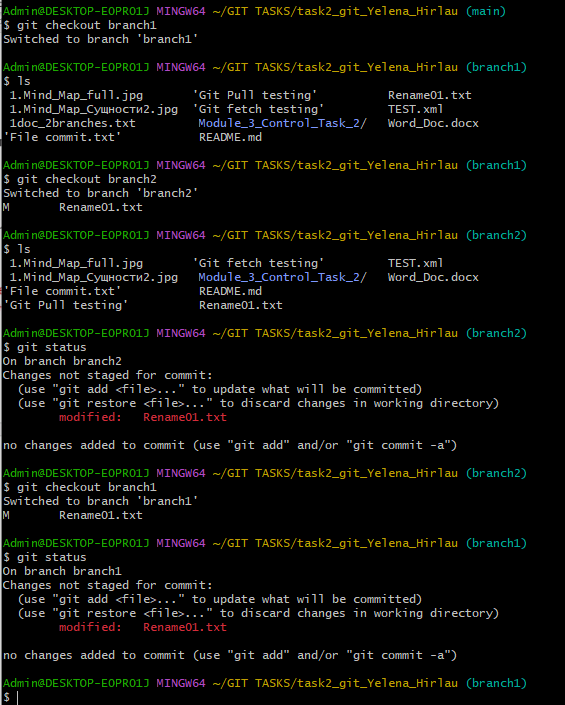 Admin@DESKTOP-EOPRO1J MINGW64 ~/GIT TASKS/task2_git_Yelena_Hirlau (main)
$ git checkout branch1
Switched to branch 'branch1'

Admin@DESKTOP-EOPRO1J MINGW64 ~/GIT TASKS/task2_git_Yelena_Hirlau (branch1)
$ ls
 1.Mind_Map_full.jpg       'Git Pull testing'         Rename01.txt
 1.Mind_Map_Сущности2.jpg  'Git fetch testing'        TEST.xml
 1doc_2branches.txt         Module_3_Control_Task_2/   Word_Doc.docx
'File commit.txt'           README.md

Admin@DESKTOP-EOPRO1J MINGW64 ~/GIT TASKS/task2_git_Yelena_Hirlau (branch1)
$ git checkout branch2
Switched to branch 'branch2'
M       Rename01.txt

Admin@DESKTOP-EOPRO1J MINGW64 ~/GIT TASKS/task2_git_Yelena_Hirlau (branch2)
$ ls
 1.Mind_Map_full.jpg       'Git fetch testing'         TEST.xml
 1.Mind_Map_Сущности2.jpg   Module_3_Control_Task_2/   Word_Doc.docx
'File commit.txt'           README.md
'Git Pull testing'          Rename01.txt

Admin@DESKTOP-EOPRO1J MINGW64 ~/GIT TASKS/task2_git_Yelena_Hirlau (branch2)
$ git status
On branch branch2
Changes not staged for commit:
  (use "git add <file>..." to update what will be committed)
  (use "git restore <file>..." to discard changes in working directory)
        modified:   Rename01.txt

no changes added to commit (use "git add" and/or "git commit -a")

Admin@DESKTOP-EOPRO1J MINGW64 ~/GIT TASKS/task2_git_Yelena_Hirlau (branch2)
$ git checkout branch1
Switched to branch 'branch1'
M       Rename01.txt

Admin@DESKTOP-EOPRO1J MINGW64 ~/GIT TASKS/task2_git_Yelena_Hirlau (branch1)
$ git status
On branch branch1
Changes not staged for commit:
  (use "git add <file>..." to update what will be committed)
  (use "git restore <file>..." to discard changes in working directory)
        modified:   Rename01.txt

no changes added to commit (use "git add" and/or "git commit -a")

Admin@DESKTOP-EOPRO1J MINGW64 ~/GIT TASKS/task2_git_Yelena_Hirlau (branch1)
$